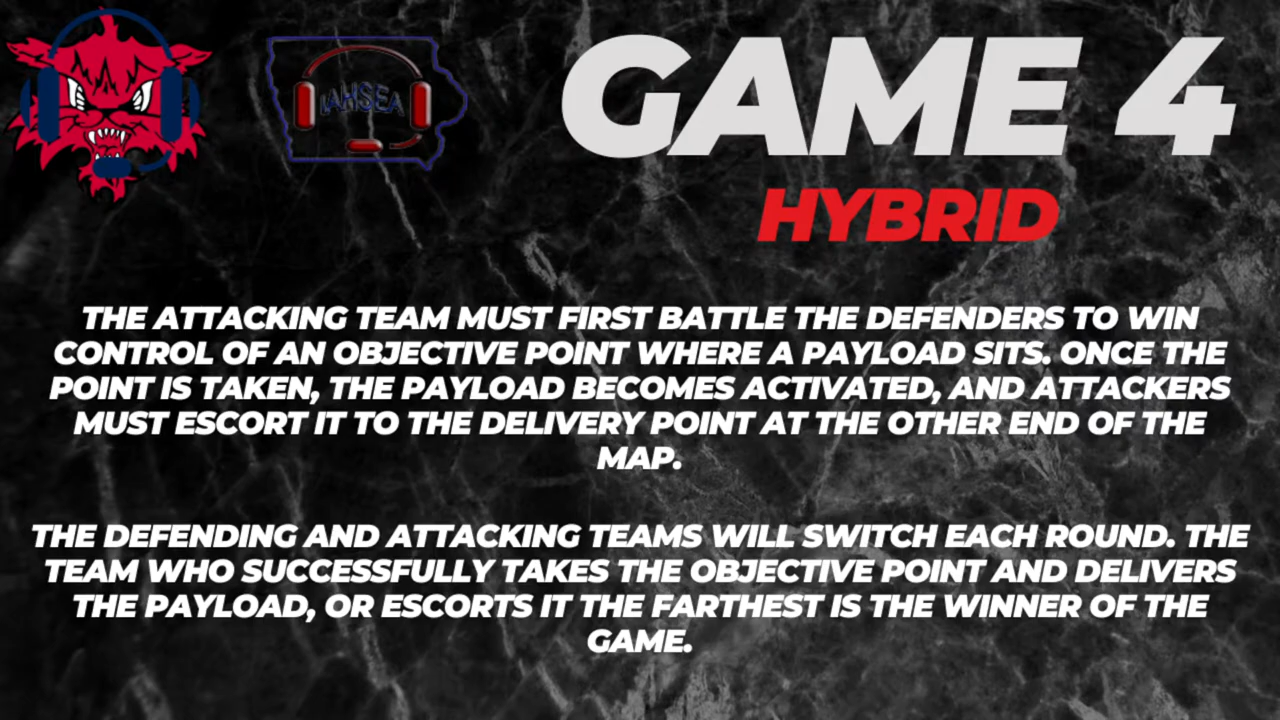 IAHSEA
GAME 4
HYBRID
THE ATTACKING TEAM MUST FIRST BATTLE THE DEFENDERS TO WIN
CONTROL OF AN OBJECTIVE POINT WHERE A PAYLOAD SITS. ONCE THE
POINT IS TAKEN, THE PAYLOAD BECOMES ACTIVATED, AND ATTACKERS
MUST ESCORT IT TO THE DELIVERY POINT AT THE OTHER END OF THE
MAP.
THE DEFENDING AND ATTACKING TEAMS WILL SWITCH EACH ROUND. THE
TEAM WHO SUCCESSFULLY TAKES THE OBJECTIVE POINT AND DELIVERS
THE PAYLOAD, OR ESCORTS IT THE FARTHEST IS THE WINNER OF THE
GAME.